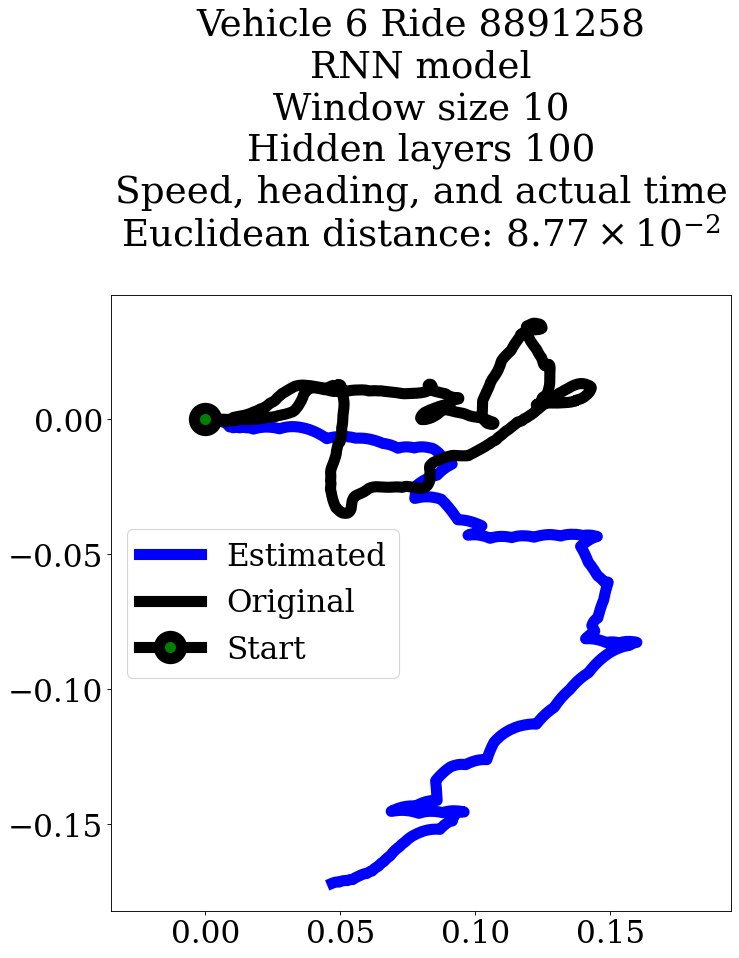 Vehicle 6 Ride 8891258
RNN model
Window size 10
Hidden layers 100
Speed, heading, and actual time
Euclidean distance: 8.77 × 10⁻²
0.00
−0.05
−0.10
−0.15
Estimated
Original
Start
0.00 0.05 0.10 0.15